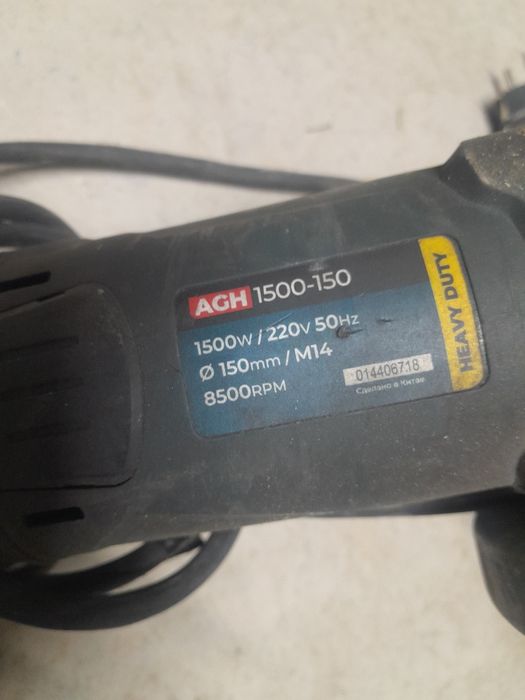 AGH 1500-150
1500W / 220V 50Hz
Ø 150mm / M14
8500RPM
014406718
Сделано в Китае
HEAVY DUTY